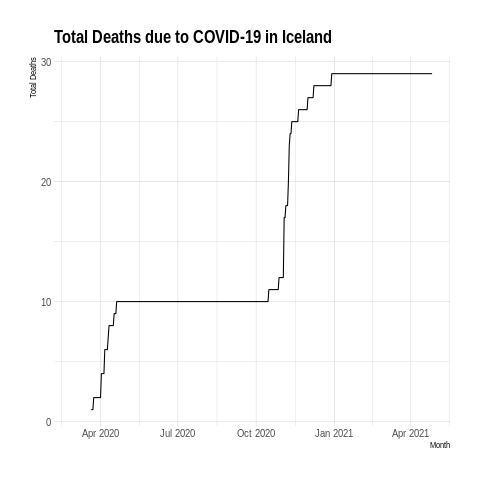 Total Deaths due to COVID-19 in Iceland
Total Deaths
30
20
10
0
Apr 2020 Jul 2020 Oct 2020 Jan 2021 Apr 2021
Month